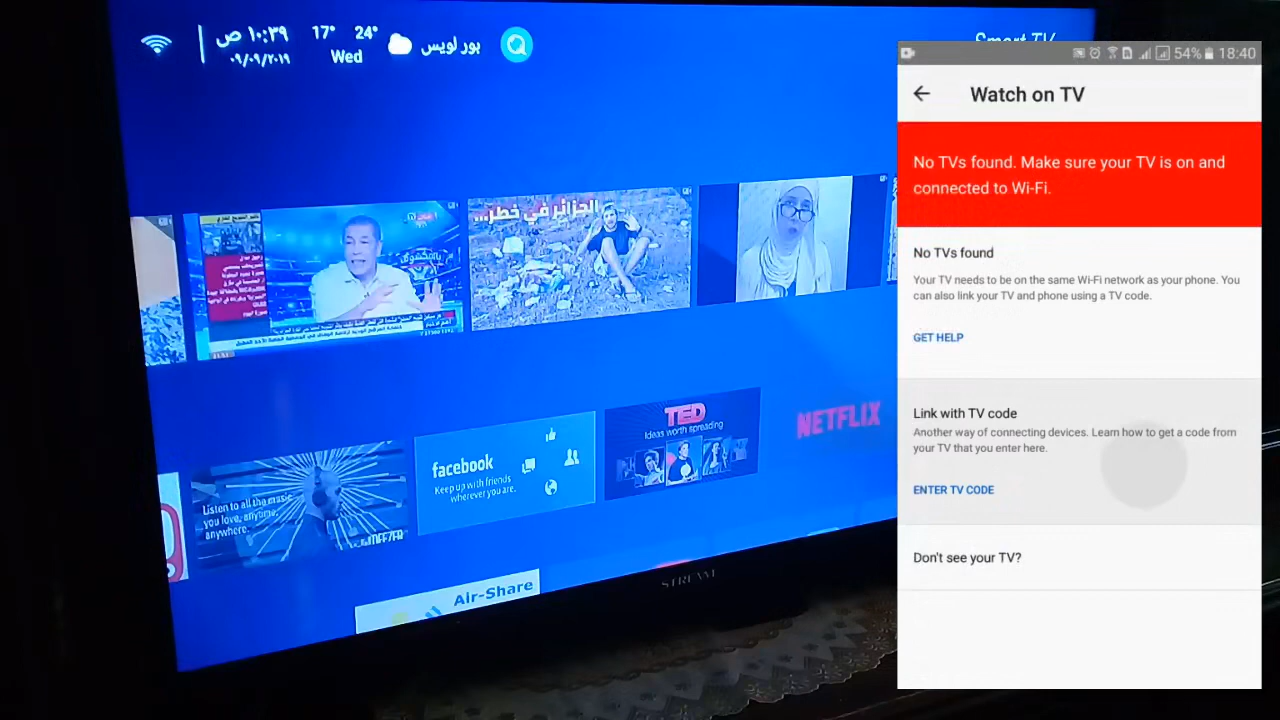 ١٠:٣٩ ص
٠٩/٠٩/٢٠١٩
17° 24°
Wed
بور لويس
Smart TV
الجزائر في خطر...
Listen to all the music
you love, anytime,
anywhere.
DEEZER
facebook
Keep up with friends
wherever you are.
TED
Ideas worth spreading
NETFLIX
Air-Share
STREAM
54%
18:40
Watch on TV
No TVs found. Make sure your TV is on and
connected to Wi-Fi.
No TVs found
Your TV needs to be on the same Wi-Fi network as your phone. You
can also link your TV and phone using a TV code.
GET HELP
Link with TV code
Another way of connecting devices. Learn how to get a code from
your TV that you enter here.
ENTER TV CODE
Don't see your TV?